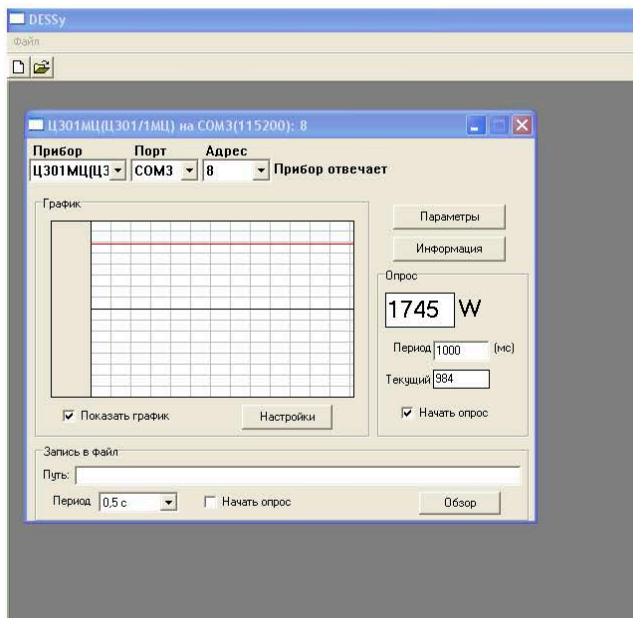 DESSy
Файл
Ц301МЦ(Ц301/1МЦ) на COM3(115200): 8
Прибор Порт Адрес
Ц301МЦ(Ц3 COM3 8 Прибор отвечает
График
Параметры
Информация
Опрос
1745 W
Период 1000 (мс)
Текущий 984
Начать опрос
Показать график Настройки
Запись в файл
Путь:
Период 0,5 с Начать опрос Обзор